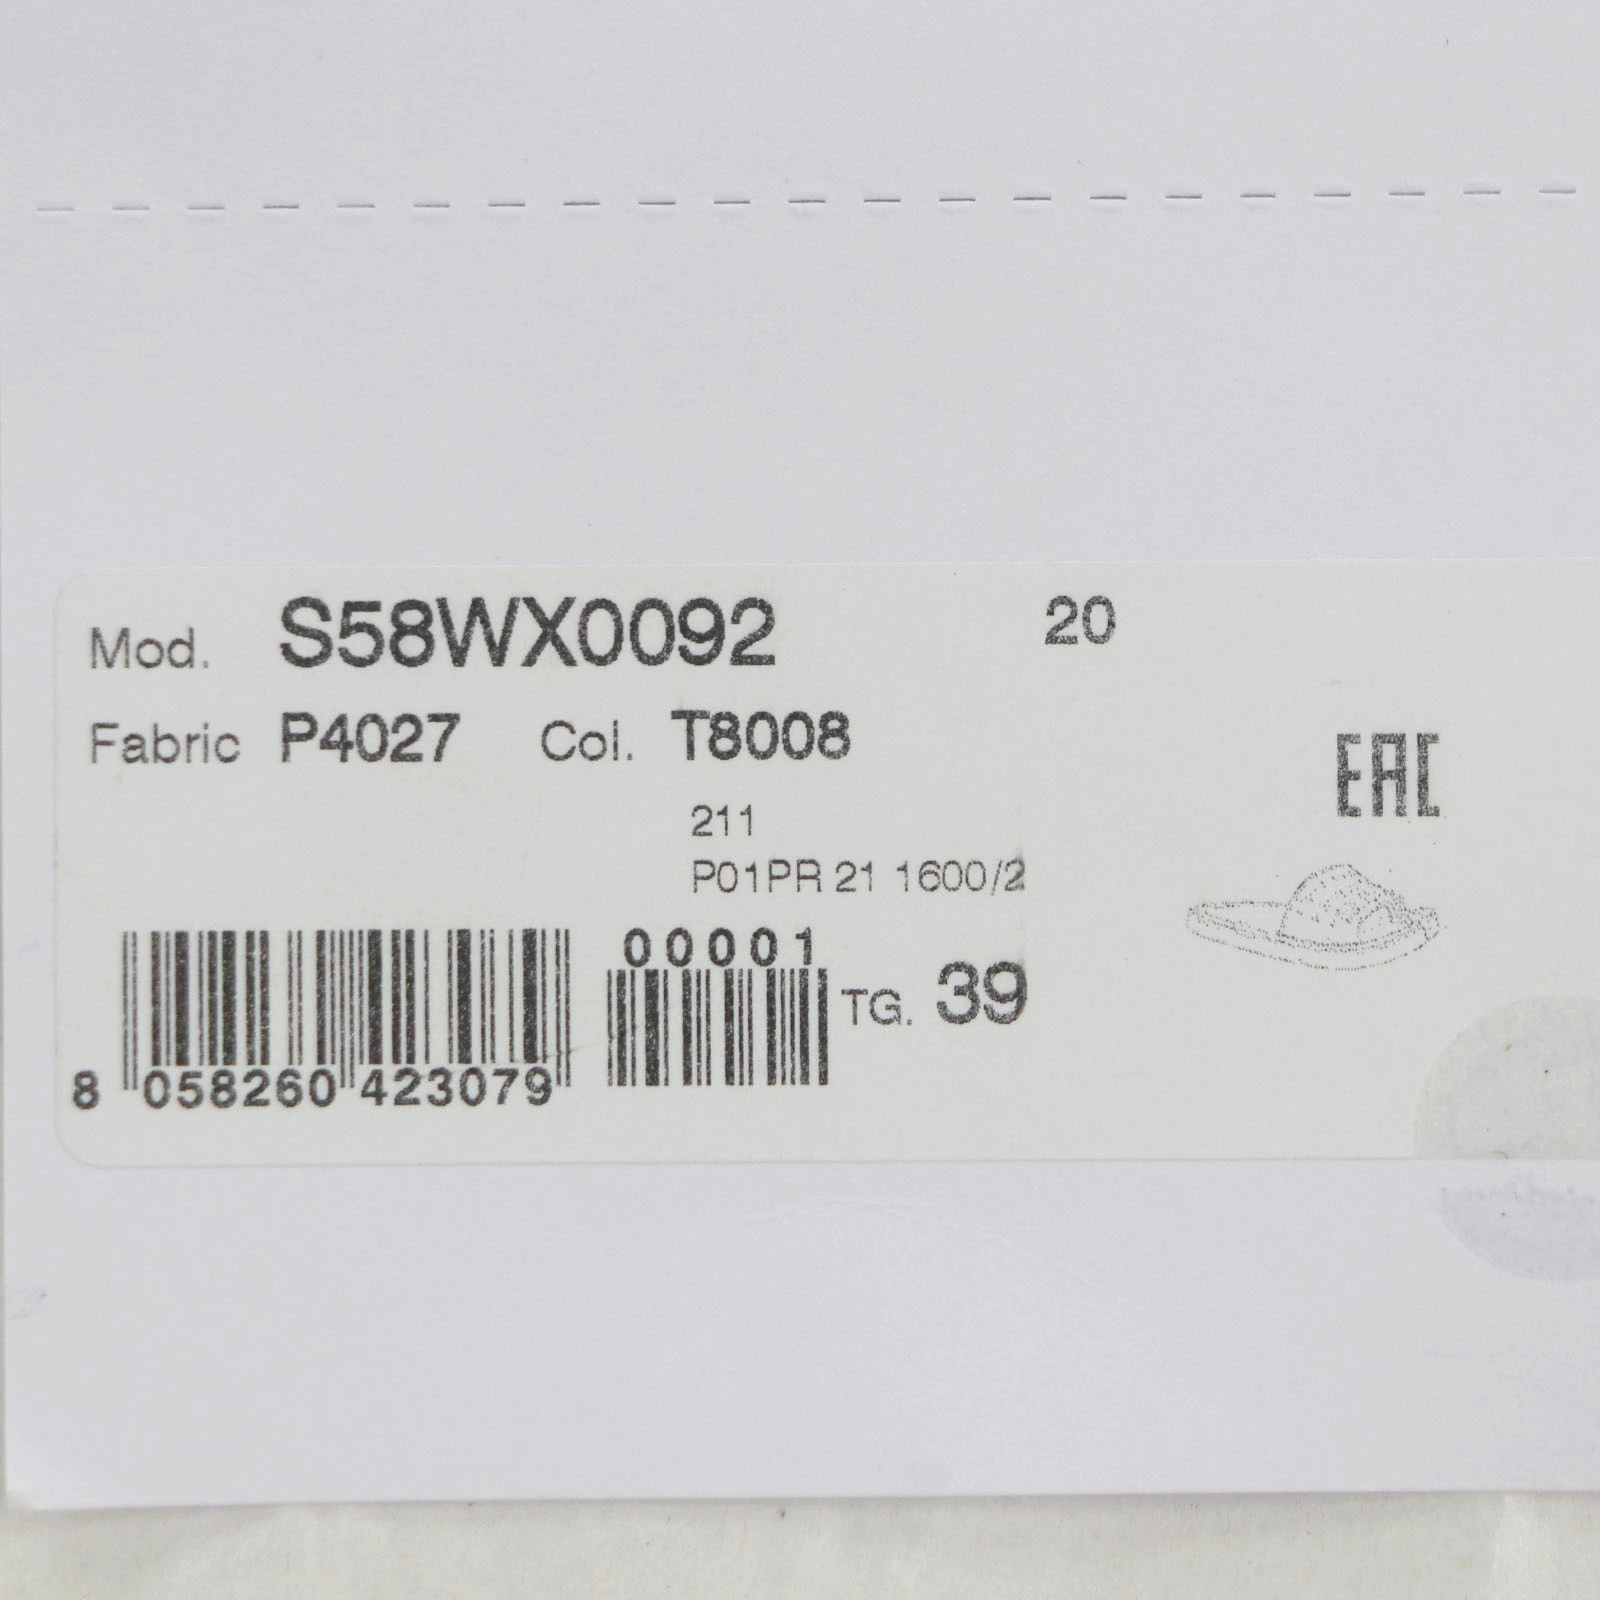 Mod. S58WX0092 20
Fabric P4027 Col. T8008
EAC
211
P01PR 21 1600/2
00001
TG. 39
8 058260 423079